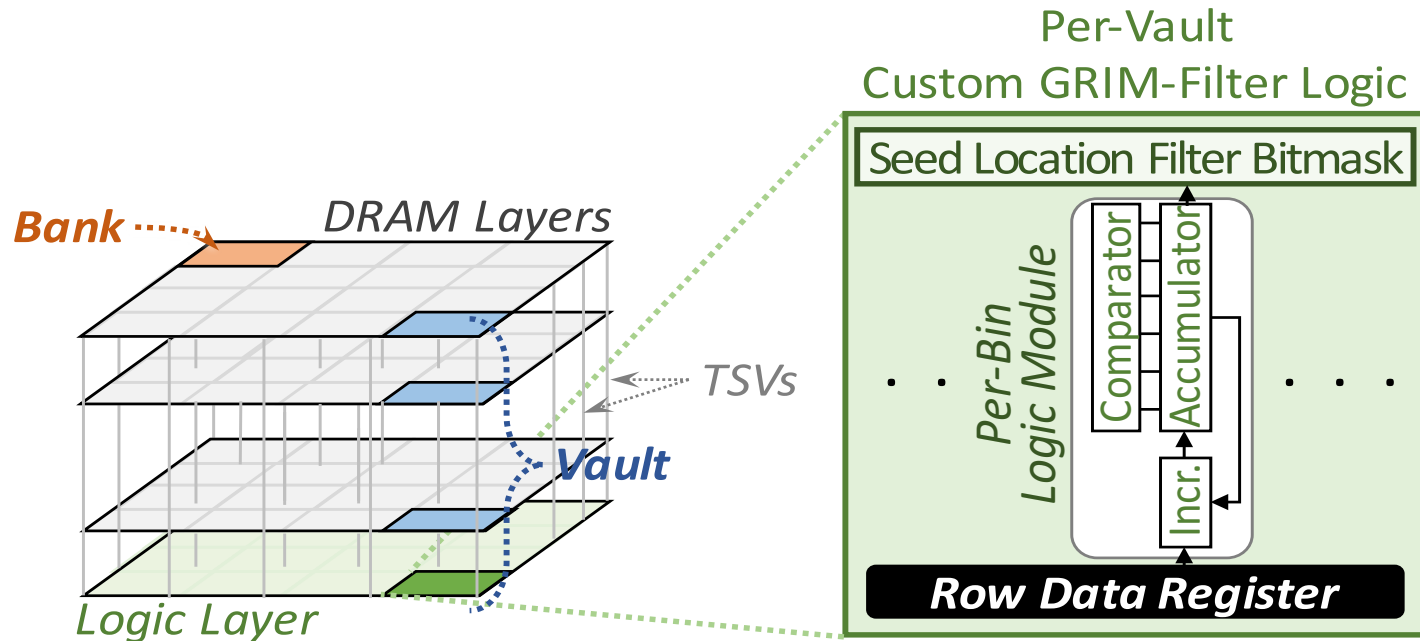 Per-Vault
Custom GRIM-Filter Logic
Seed Location Filter Bitmask
Bank
DRAM Layers
TSVs
Vault
Logic Layer
Per-Bin
Logic Module
Comparator
Accumulator
Incr.
. .
. . .
Row Data Register